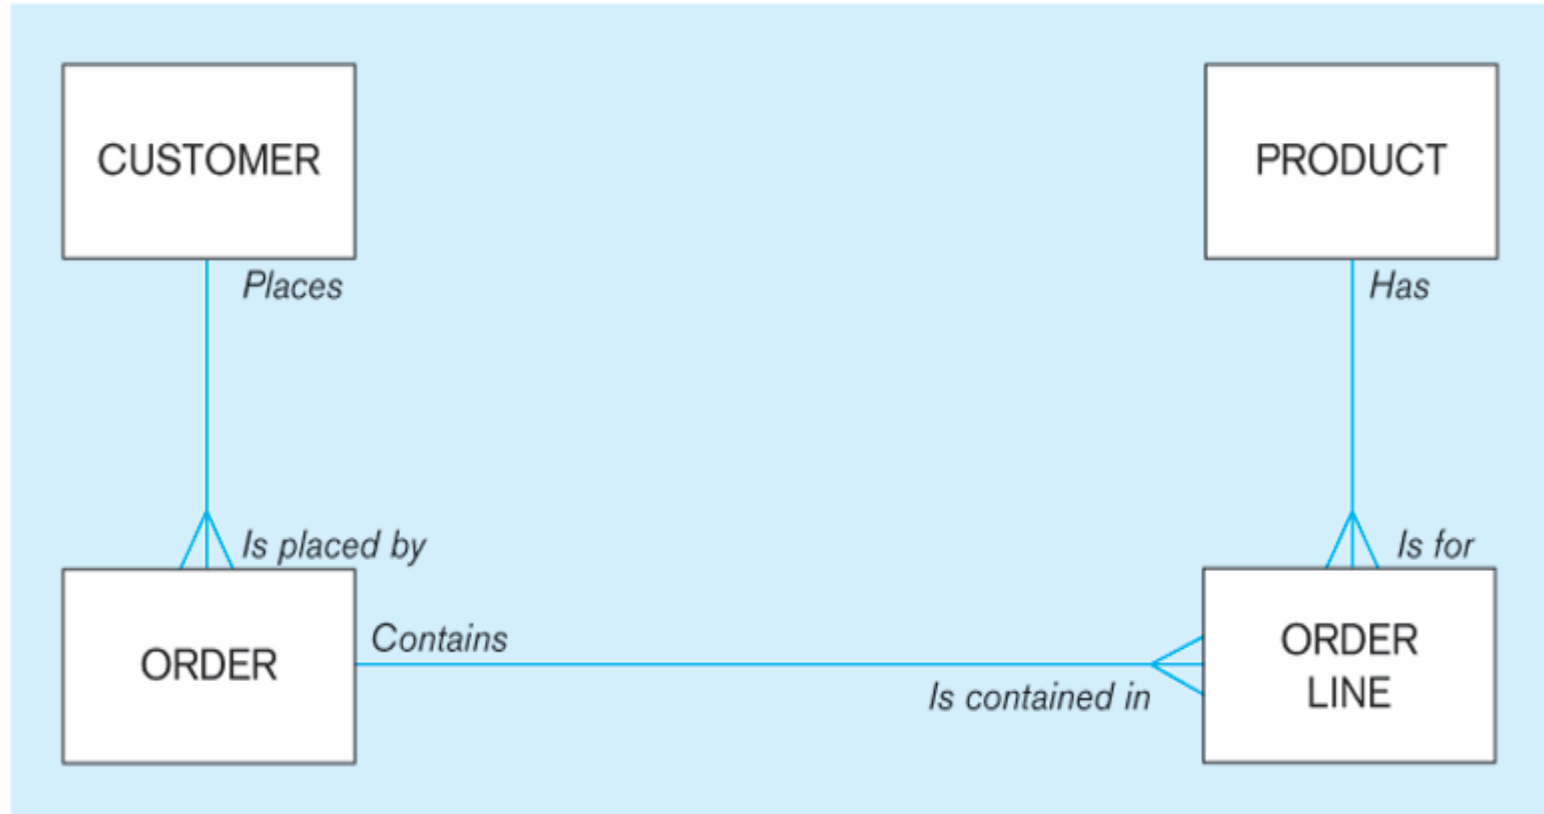 CUSTOMER
PRODUCT
Places
Has
Is placed by
Is for
ORDER
Contains
Is contained in
ORDER
LINE